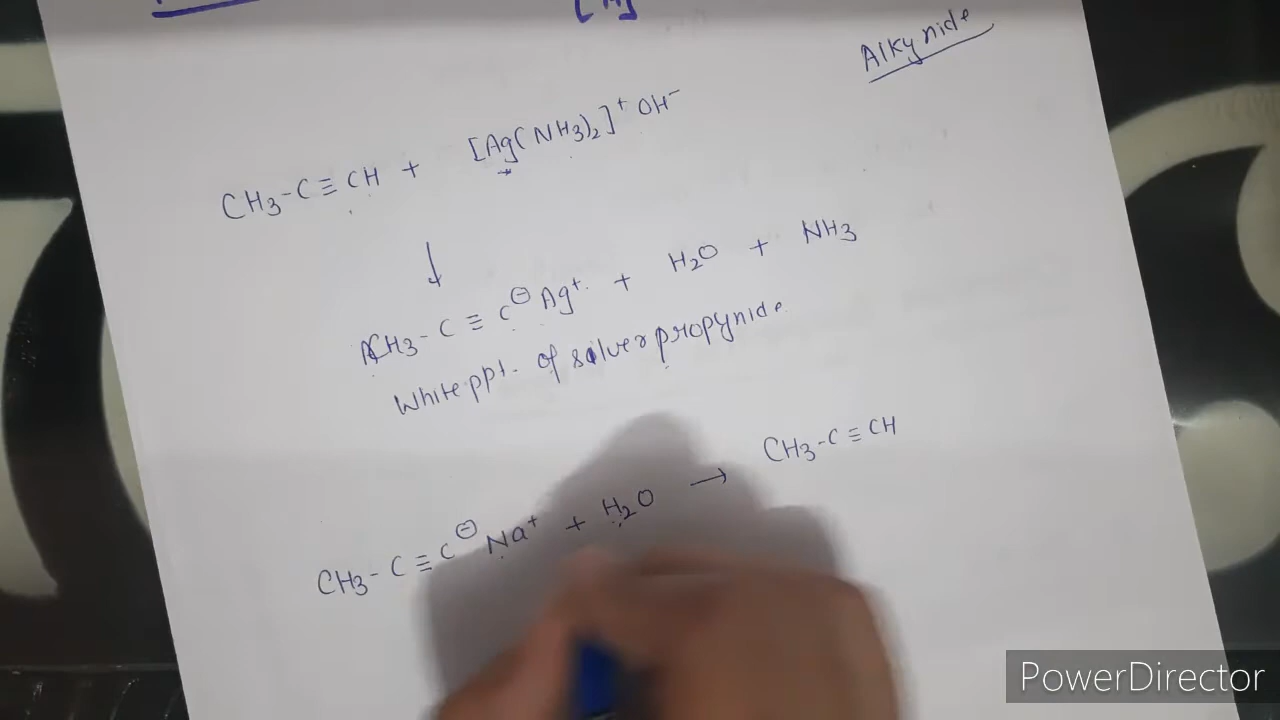 Alkynide
CH3-C≡CH + [Ag(NH3)2]⁺ OH⁻
↓
CH3-C≡C⊖ Ag⁺ + H2O + NH3
White ppt. of silver propynide
CH3-C≡C⊖ Na⁺ + H2O → CH3-C≡CH
PowerDirector